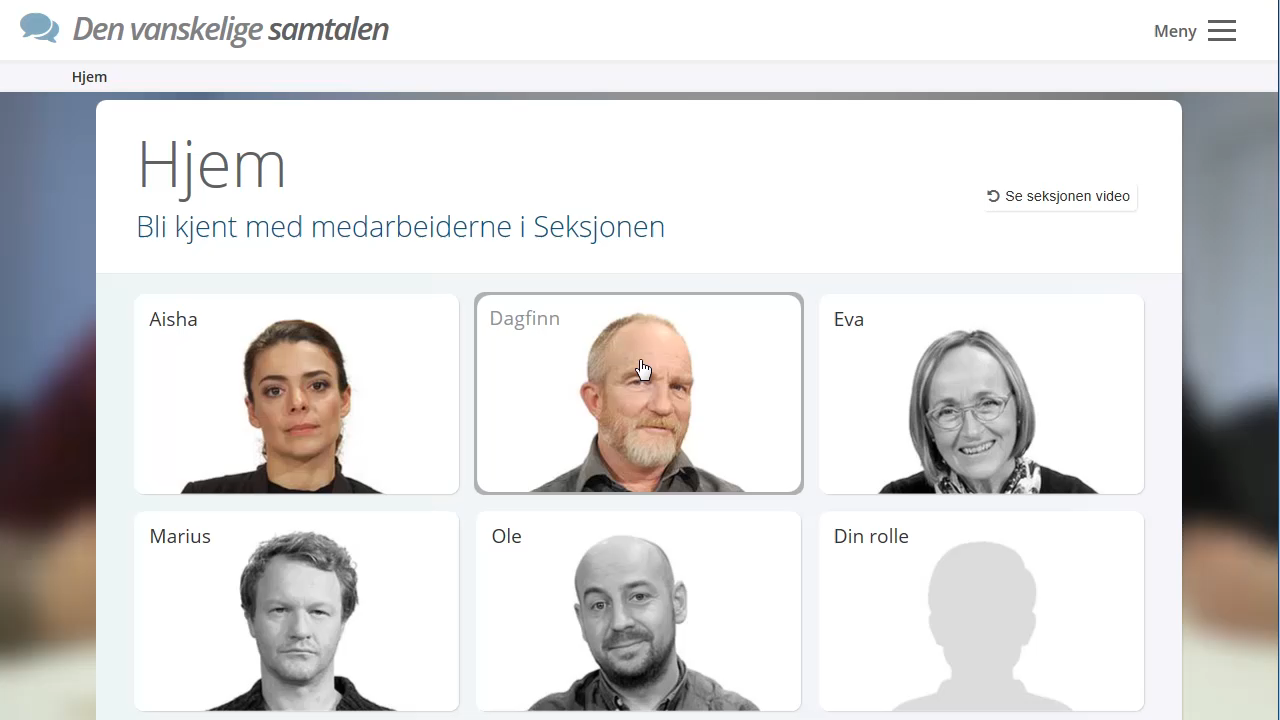 Den vanskelige samtalen
Meny
Hjem
Hjem
Bli kjent med medarbeiderne i Seksjonen
Se seksjonen video
Aisha
Dagfinn
Eva
Marius
Ole
Din rolle